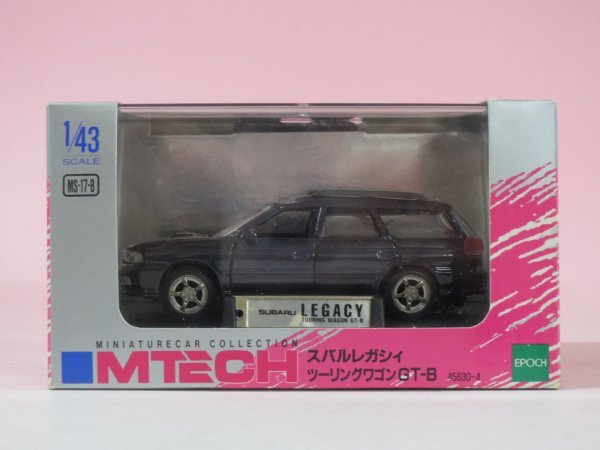 1/43
SCALE
MS-17-B
SUBARU LEGACY
TOURING WAGON GT-B
MINIATURECAR COLLECTION
MTECH
スバルレガシィ
ツーリングワゴンGT-B 45630-4
EPOCH